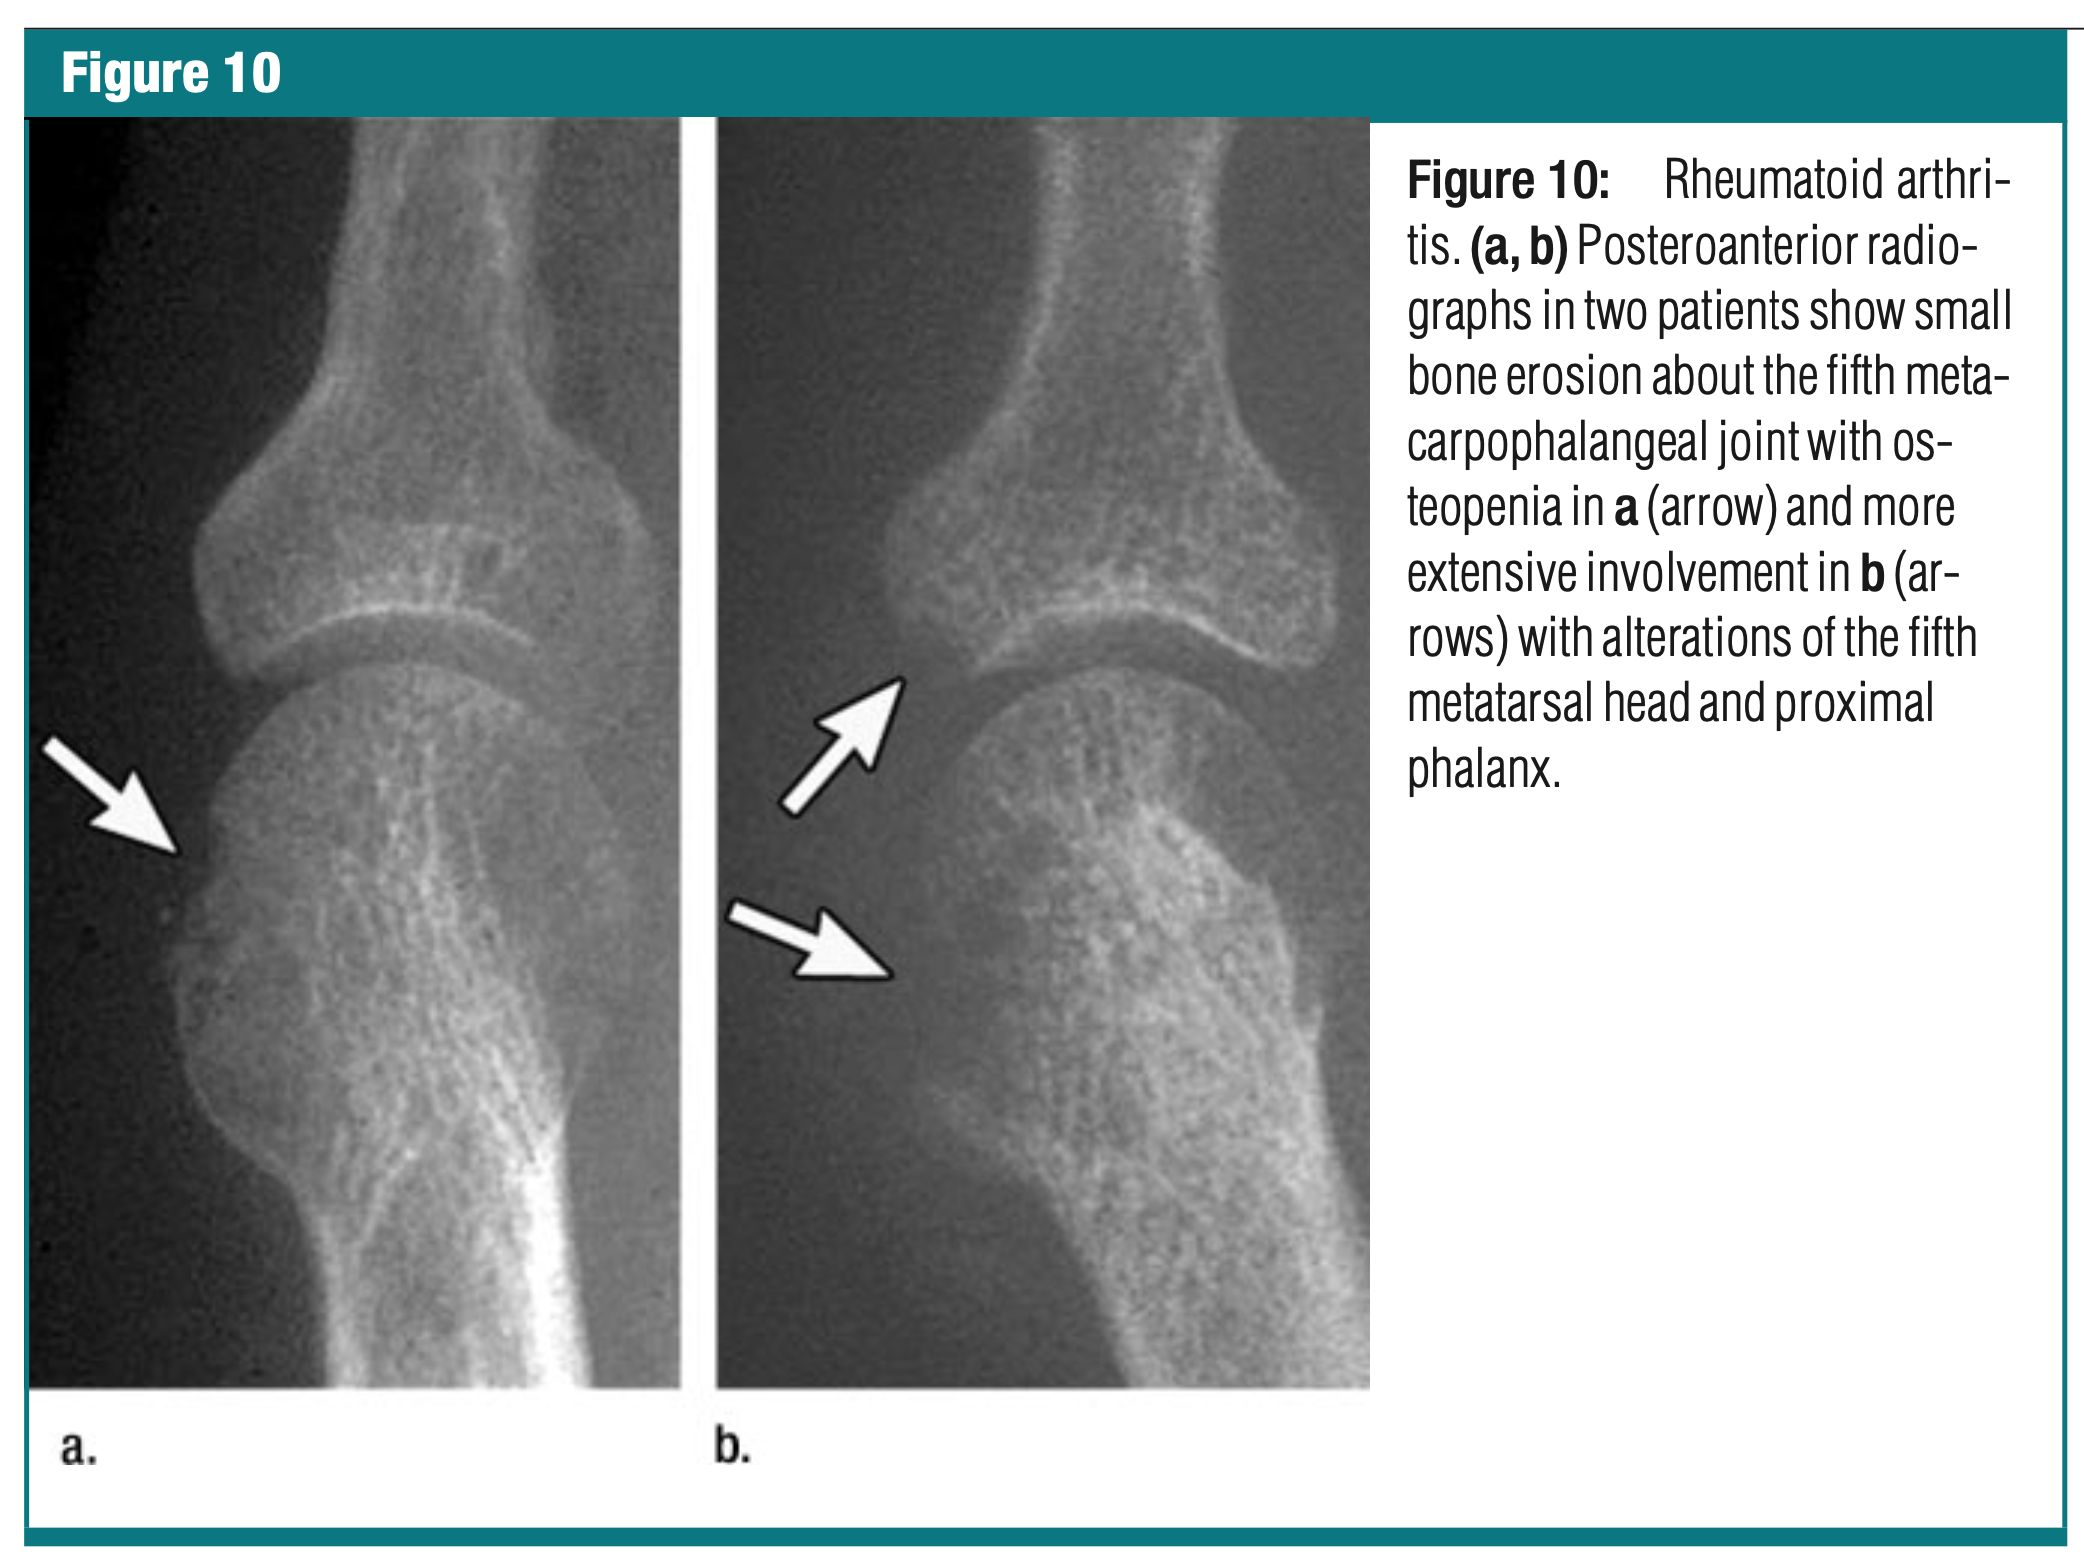 Figure 10
Figure 10: Rheumatoid arthri-
tis. (a, b) Posteroanterior radio-
graphs in two patients show small
bone erosion about the fifth meta-
carpophalangeal joint with os-
teopenia in a (arrow) and more
extensive involvement in b (ar-
rows) with alterations of the fifth
metatarsal head and proximal
phalanx.
a.
b.